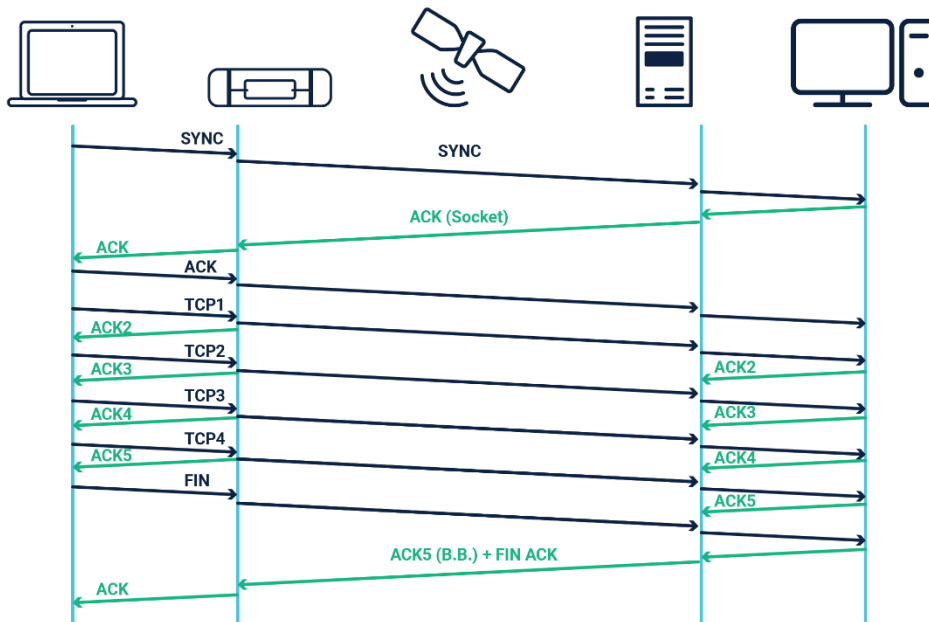 SYNC
SYNC
ACK (Socket)
ACK
ACK
TCP1
ACK2
TCP2
ACK3
ACK2
TCP3
ACK4
ACK3
TCP4
ACK5
ACK4
FIN
ACK5
ACK5 (B.B.) + FIN ACK
ACK